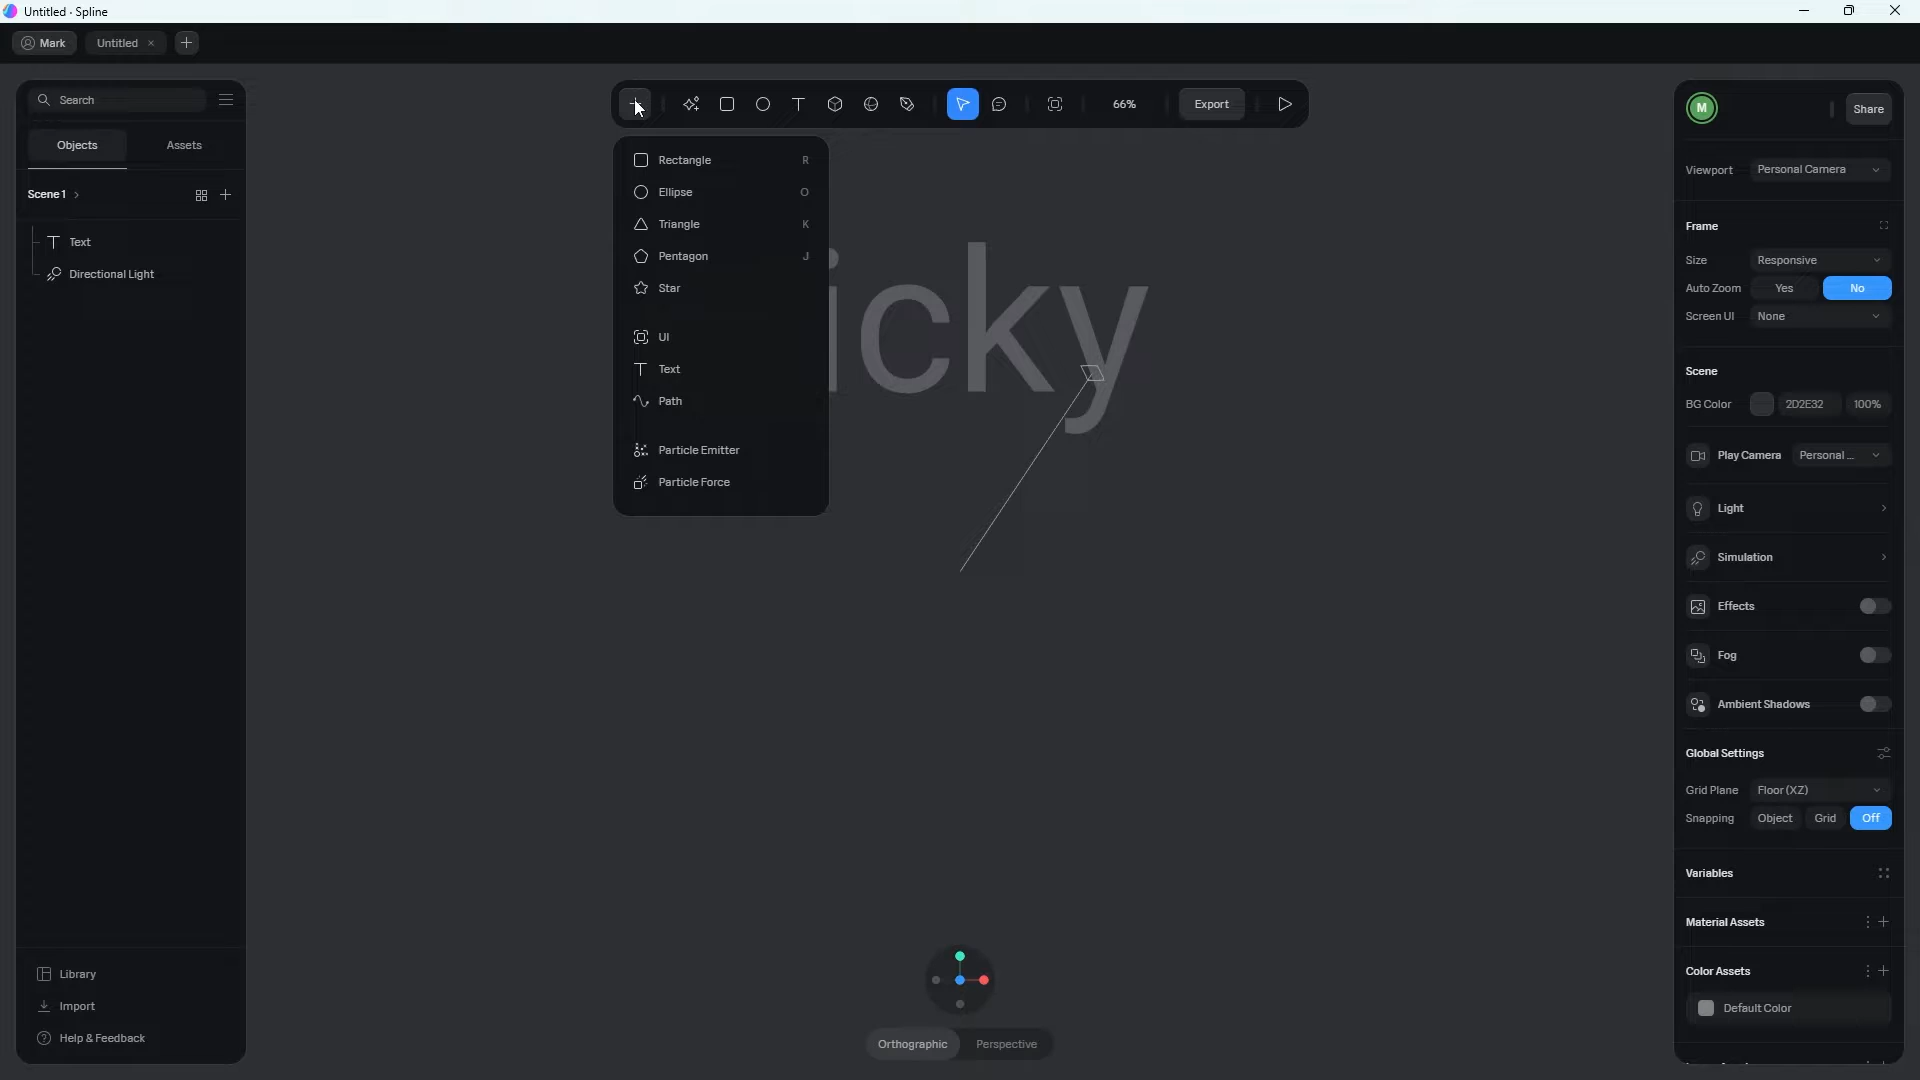 Untitled - Spline
Mark
Untitled
Search
Objects
Assets
Scene 1
Text
Directional Light
Library
Import
Help & Feedback
66%
Export
Rectangle R
Ellipse O
Triangle K
Pentagon J
Star
UI
Text
Path
Particle Emitter
Particle Force
icky
Orthographic
Perspective
M
Share
Viewport Personal Camera
Frame
Size Responsive
Auto Zoom Yes No
Screen UI None
Scene
BG Color 2D2E32 100%
Play Camera Personal ...
Light
Simulation
Effects
Fog
Ambient Shadows
Global Settings
Grid Plane Floor (XZ)
Snapping Object Grid Off
Variables
Material Assets
Color Assets
Default Color